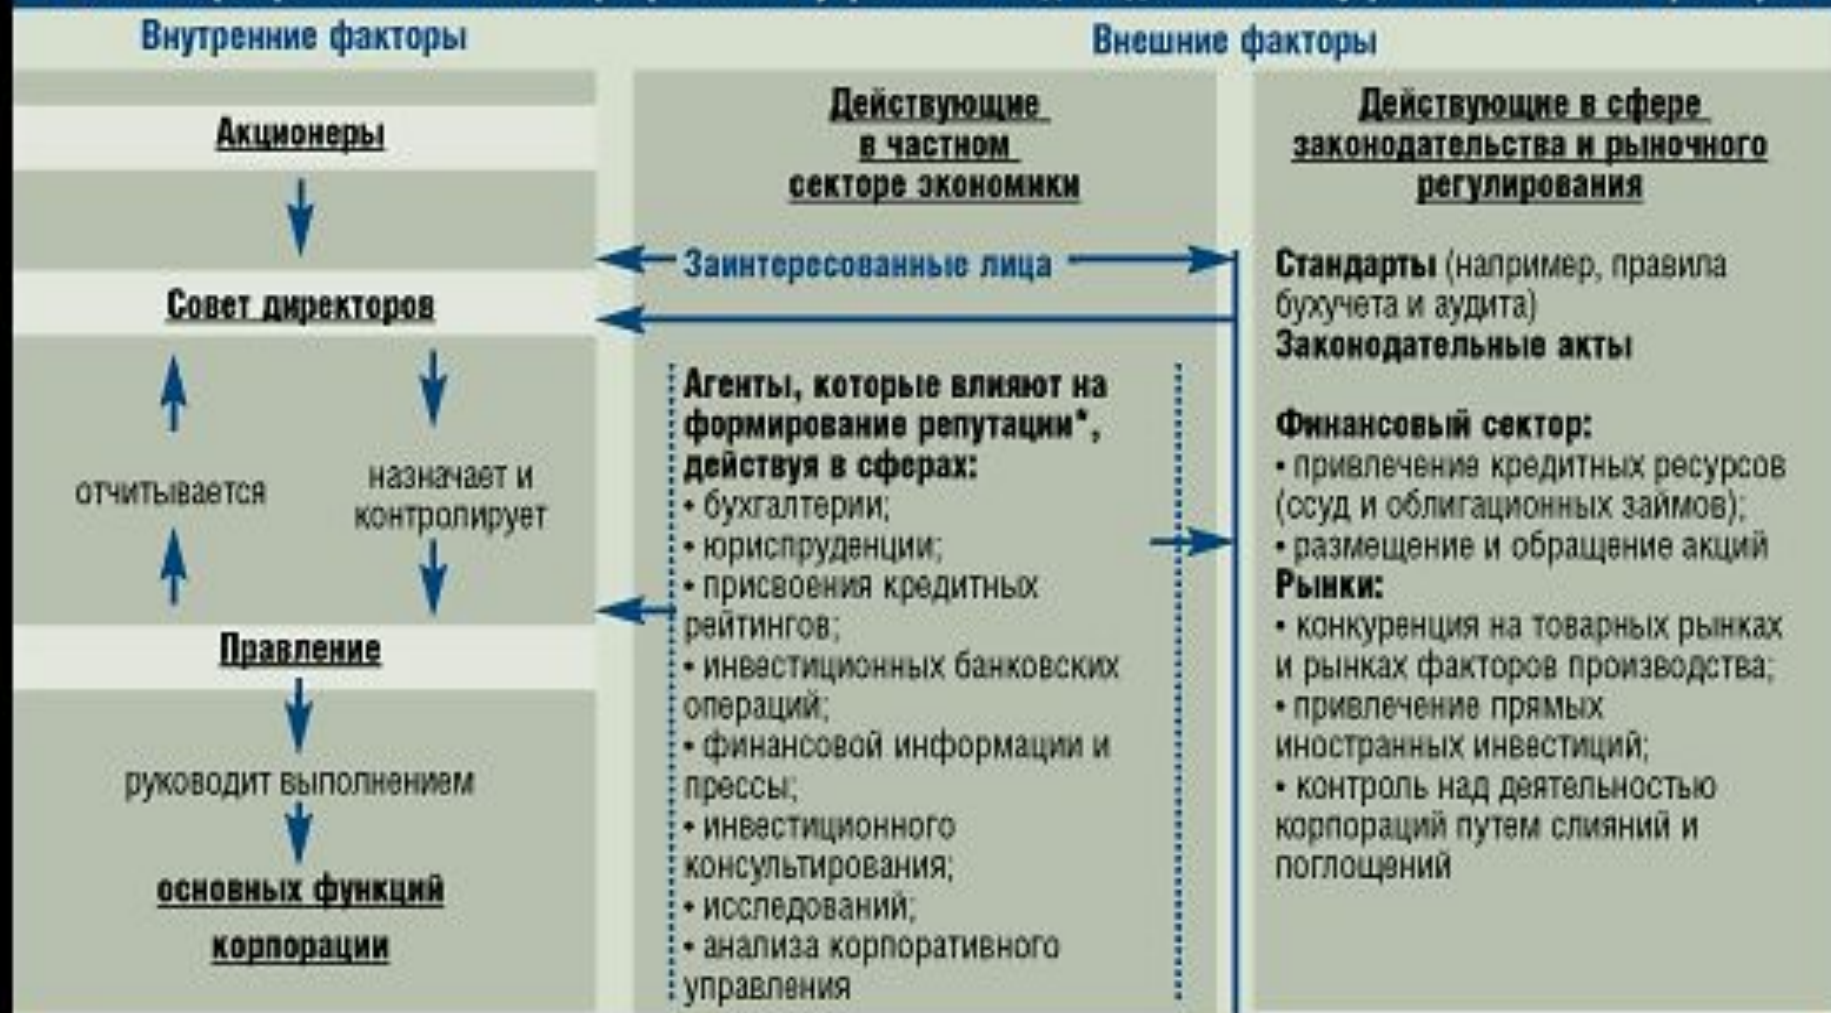 Внутренние факторы
Внешние факторы
Акционеры
Совет директоров
отчитывается
назначает и
контролирует
Правление
руководит выполнением
основных функций
корпорации
Действующие
в частном
секторе экономики
Заинтересованные лица
Агенты, которые влияют на
формирование репутации*,
действуя в сферах:
• бухгалтерии;
• юриспруденции;
• присвоения кредитных
рейтингов;
• инвестиционных банковских
операций;
• финансовой информации и
прессы;
• инвестиционного
консультирования;
• исследований;
• анализа корпоративного
управления
Действующие в сфере
законодательства и рыночного
регулирования
Стандарты (например, правила
бухучета и аудита)
Законодательные акты
Финансовый сектор:
• привлечение кредитных ресурсов
(ссуд и облигационных займов);
• размещение и обращение акций
Рынки:
• конкуренция на товарных рынках
и рынках факторов производства;
• привлечение прямых
иностранных инвестиций;
• контроль над деятельностью
корпораций путем слияний и
поглощений